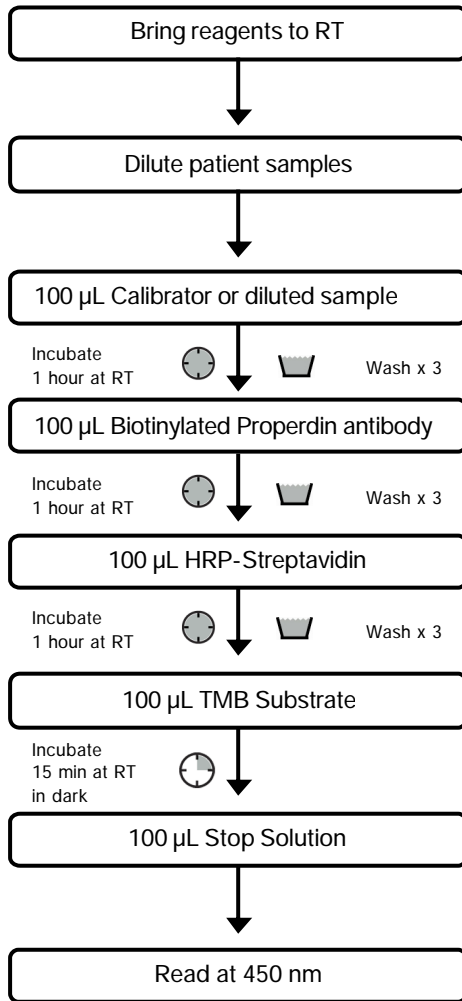 Bring reagents to RT
Dilute patient samples
100 µL Calibrator or diluted sample
Incubate
1 hour at RT
Wash x 3
100 µL Biotinylated Properdin antibody
Incubate
1 hour at RT
Wash x 3
100 µL HRP-Streptavidin
Incubate
1 hour at RT
Wash x 3
100 µL TMB Substrate
Incubate
15 min at RT
in dark
100 µL Stop Solution
Read at 450 nm